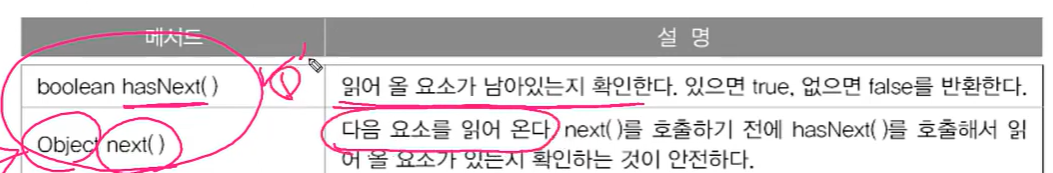 메서드 설 명
boolean hasNext( ) 읽어 올 요소가 남아있는지 확인한다. 있으면 true, 없으면 false를 반환한다.
Object next( ) 다음 요소를 읽어 온다. next( )를 호출하기 전에 hasNext( )를 호출해서 읽
어 올 요소가 있는지 확인하는 것이 안전하다.